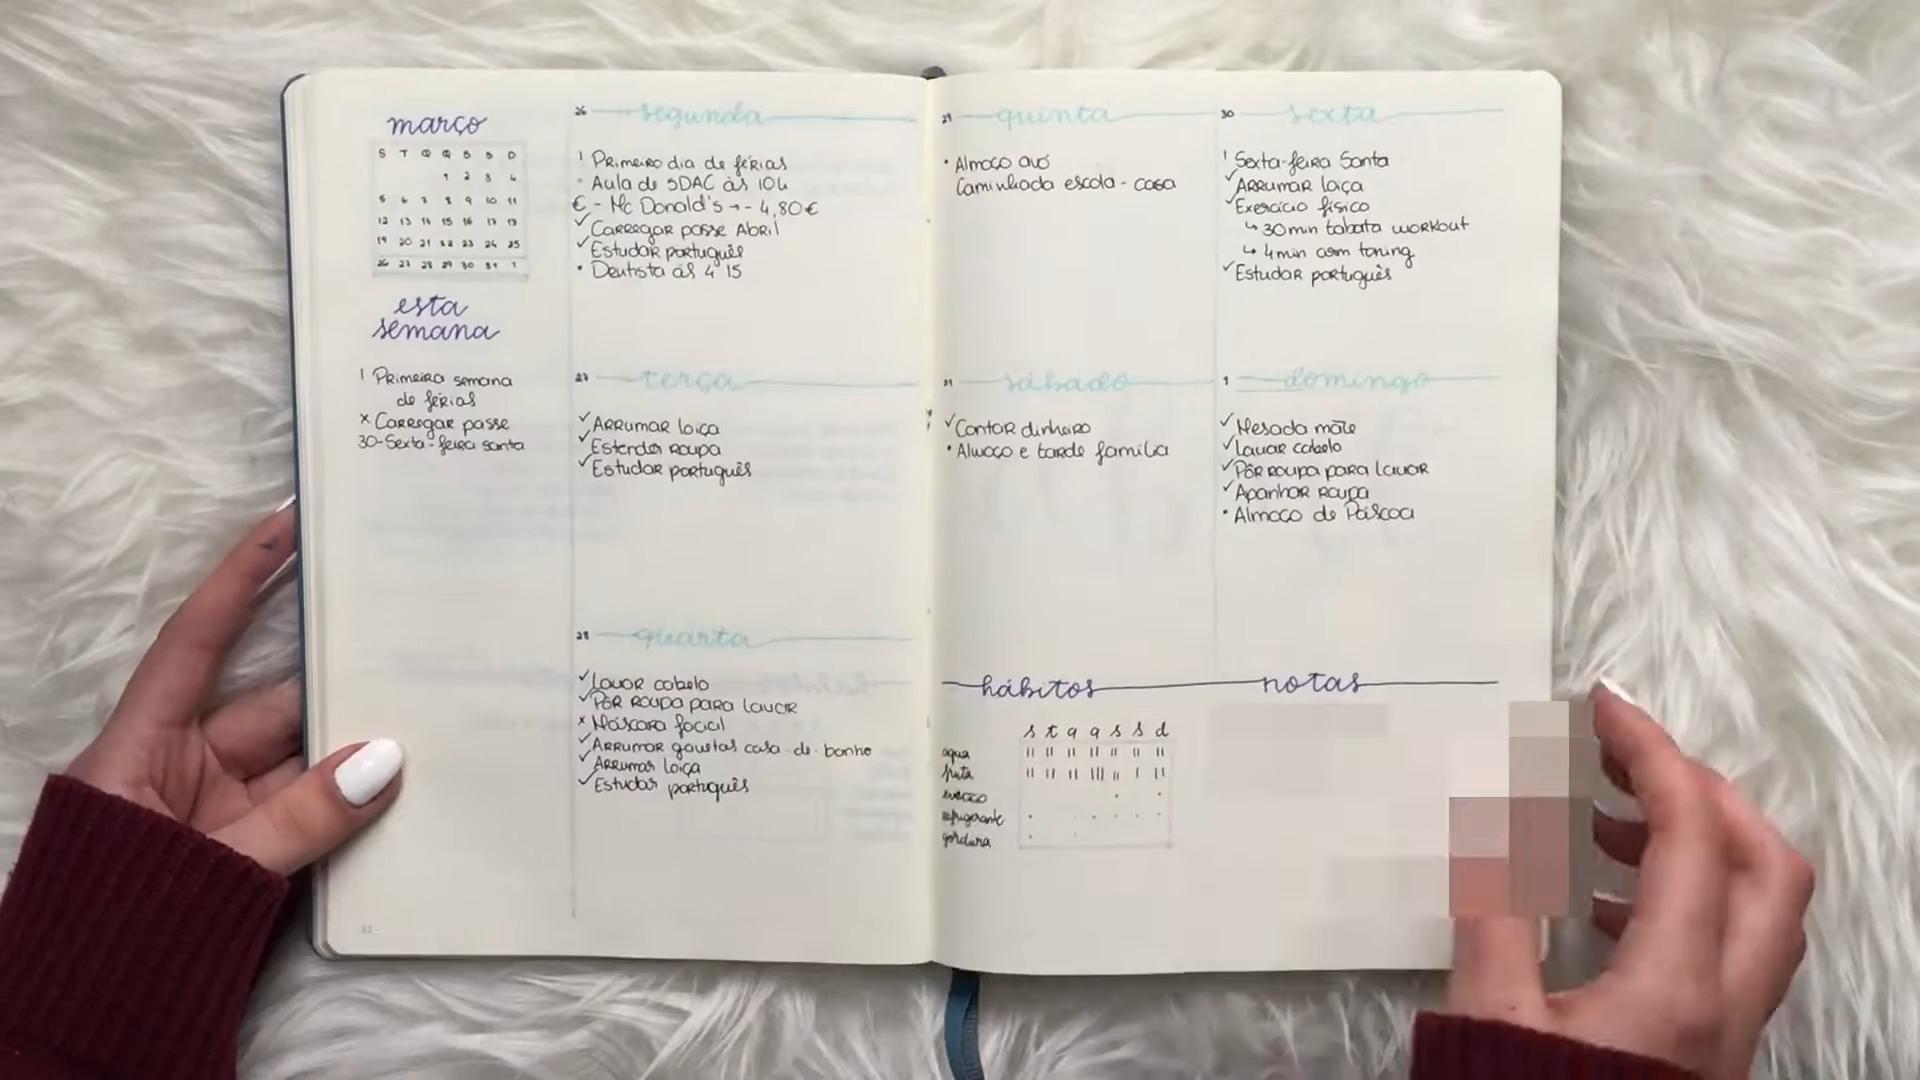 março
S T Q Q S S D
1 2 3 4
5 6 7 8 9 10 11
12 13 14 15 16 17 18
19 20 21 22 23 24 25
26 27 28 29 30 31 1
esta
semana
! Primeira semana
de férias
x Carregar passe
30-Sexta-feira santa
26 segunda
! Primeiro dia de férias
• Aula de SDAC às 10h
€ - Mc Donald's → - 4,80€
✓ Carregar passe Abril
✓ Estudar português
• Dentista às 4 15
27 terça
✓ Arrumar loiça
✓ Estender roupa
✓ Estudar português
28 quarta
✓ Lavar cabelo
✓ Pôr roupa para lavar
x Máscara facial
✓ Arrumar gavetas casa-de-banho
✓ Arrumar loiça
✓ Estudar português
29 quinta
• Almoço avó
Caminhada escola - casa
30 sexta
! Sexta-feira Santa
✓ Arrumar loiça
✓ Exercício físico
↳ 30min tabata workout
↳ 4min arm toning
✓ Estudar português
31 sábado
✓ Contar dinheiro
• Almoço e tarde família
1 domingo
✓ Mesada mãe
✓ Lavar cabelo
✓ Pôr roupa para lavar
✓ Apanhar roupa
• Almoço de Páscoa
hábitos
s t q q s s d
água
fruta
refrigerante
gordura
notas